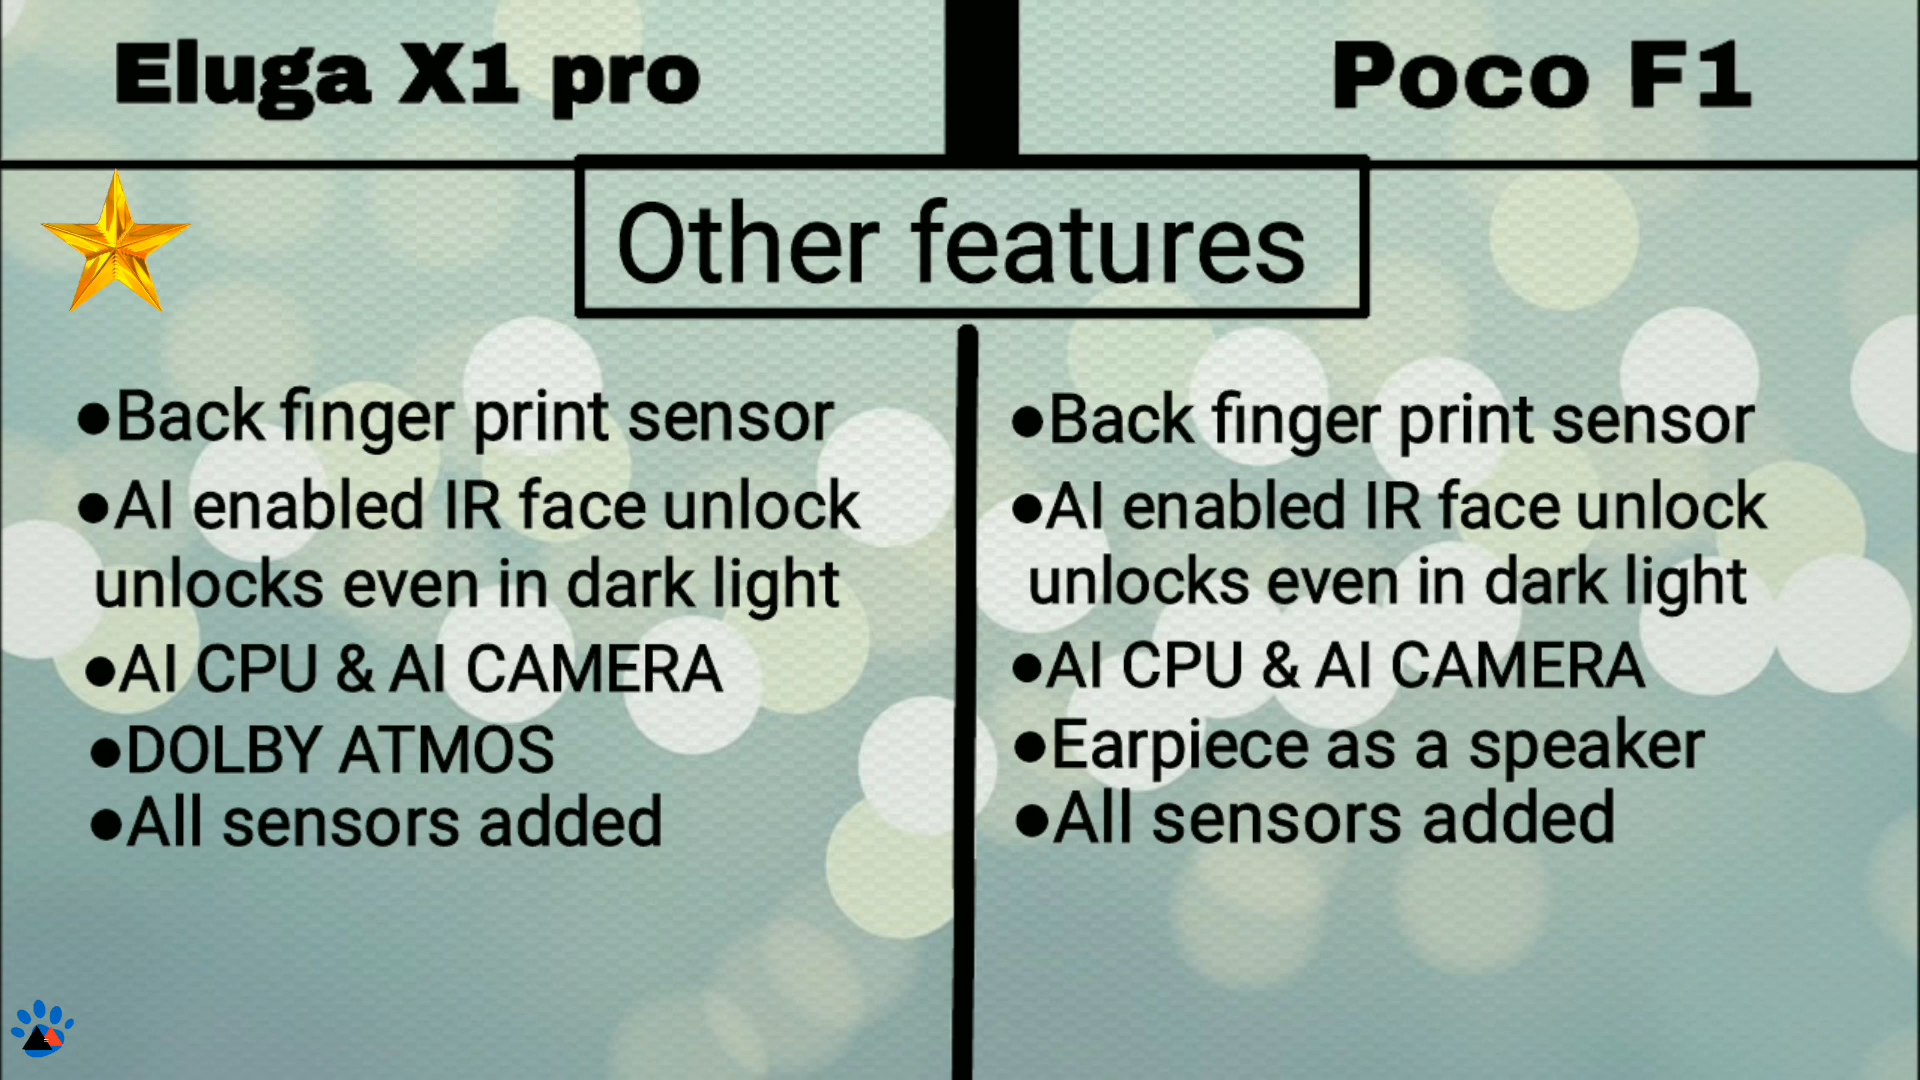 Eluga X1 pro
Poco F1
Other features
●Back finger print sensor
●AI enabled IR face unlock
unlocks even in dark light
●AI CPU & AI CAMERA
●DOLBY ATMOS
●All sensors added
●Back finger print sensor
●AI enabled IR face unlock
unlocks even in dark light
●AI CPU & AI CAMERA
●Earpiece as a speaker
●All sensors added